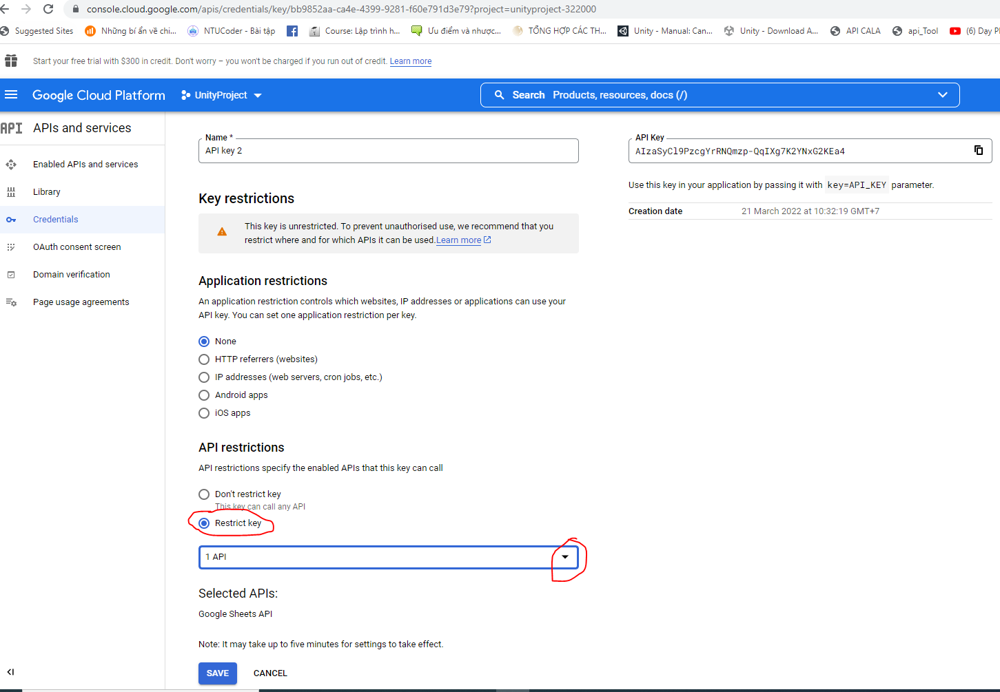 console.cloud.google.com/apis/credentials/key/bb9852aa-ca4e-4399-9281-f60e791d3e79?project=unityproject-322000
Suggested Sites Những bí ẩn về chi... NTUCoder - Bài tập Course: Lập trình h... Ưu điểm và nhược... TỔNG HỢP CÁC TH... Unity - Manual: Can... Unity - Download A... API CALA api_Tool (6) Dạy P
Start your free trial with $300 in credit. Don't worry – you won't be charged if you run out of credit. Learn more
Google Cloud Platform UnityProject Search Products, resources, docs (/)
API APIs and services
Enabled APIs and services
Library
Credentials
OAuth consent screen
Domain verification
Page usage agreements
Name *
API key 2
Key restrictions
This key is unrestricted. To prevent unauthorised use, we recommend that you
restrict where and for which APIs it can be used.Learn more
Application restrictions
An application restriction controls which websites, IP addresses or applications can use your
API key. You can set one application restriction per key.
None
HTTP referrers (websites)
IP addresses (web servers, cron jobs, etc.)
Android apps
iOS apps
API restrictions
API restrictions specify the enabled APIs that this key can call
Don't restrict key
This key can call any API
Restrict key
1 API
Selected APIs:
Google Sheets API
Note: It may take up to five minutes for settings to take effect.
SAVE CANCEL
API Key
AIzaSyCl9PzcgYrRNQmzp-QqIXg7K2YNxG2KEa4
Use this key in your application by passing it with key=API_KEY parameter.
Creation date 21 March 2022 at 10:32:19 GMT+7